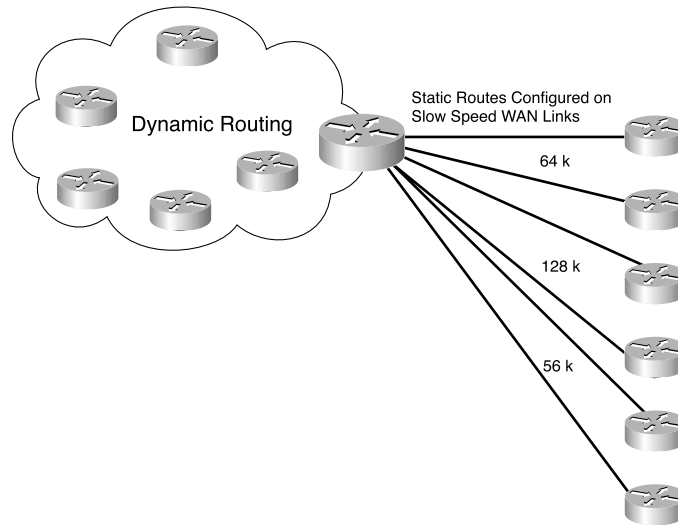 Static Routes Configured on
Slow Speed WAN Links
Dynamic Routing
64 k
128 k
56 k